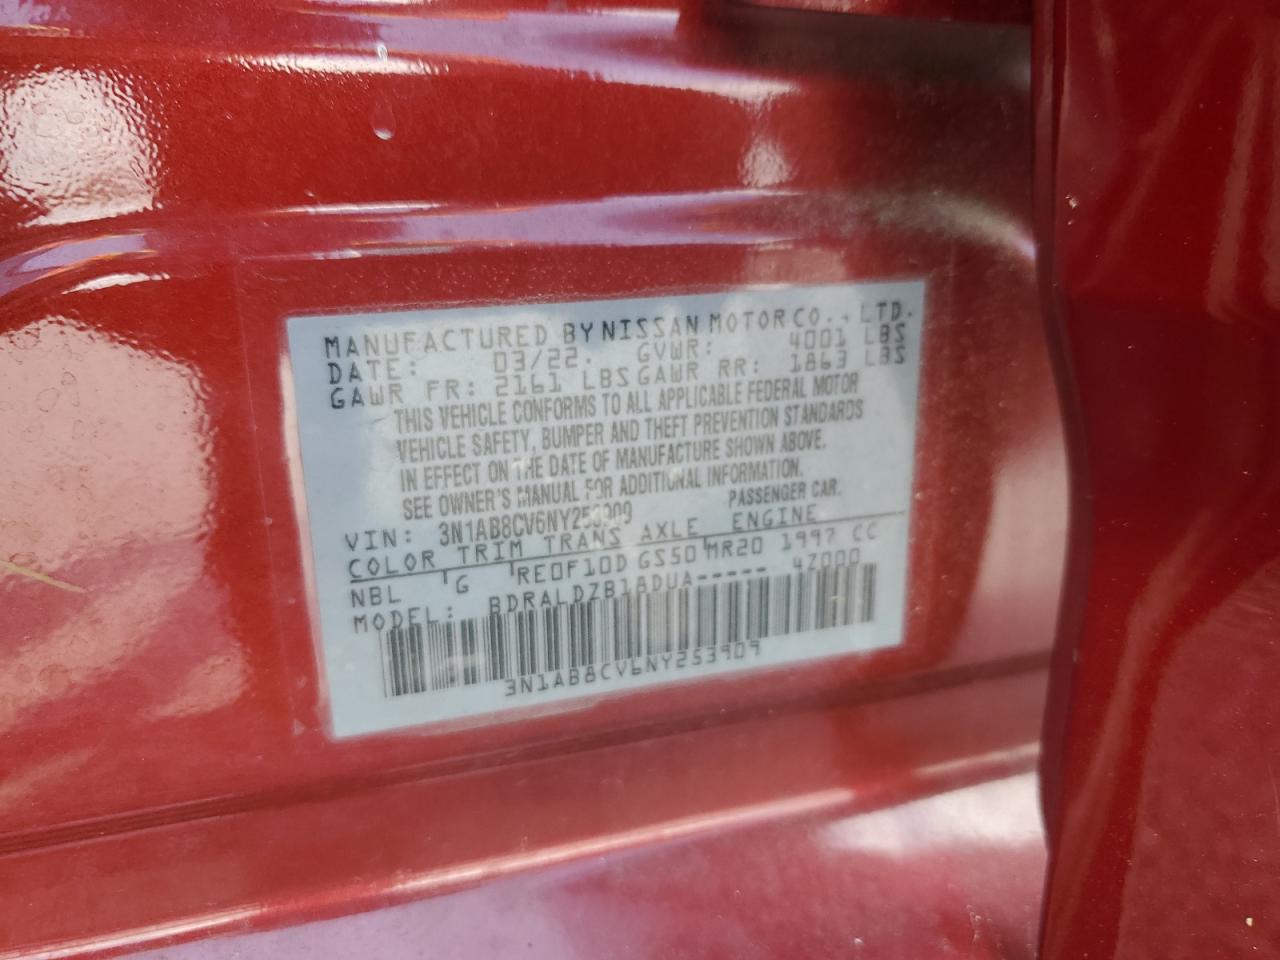 MANUFACTURED BY NISSAN MOTOR CO., LTD.
DATE: 03/22. GVWR: 4001 LBS
GAWR FR: 2161 LBS GAWR RR: 1863 LBS
THIS VEHICLE CONFORMS TO ALL APPLICABLE FEDERAL MOTOR
VEHICLE SAFETY, BUMPER AND THEFT PREVENTION STANDARDS
IN EFFECT ON THE DATE OF MANUFACTURE SHOWN ABOVE.
SEE OWNER'S MANUAL FOR ADDITIONAL INFORMATION.
VIN: 3N1AB8CV6NY253909 PASSENGER CAR.
COLOR TRIM TRANS AXLE ENGINE
NBL G RE0F10D GS50 MR20 1997 CC
MODEL: BDRALDZB18DUA----- 4Z000
3N1AB8CV6NY253909